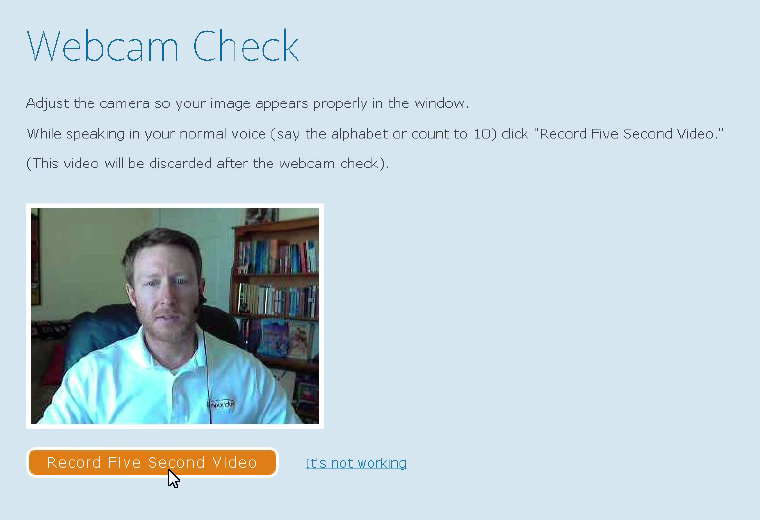 Webcam Check
Adjust the camera so your image appears properly in the window.
While speaking in your normal voice (say the alphabet or count to 10) click "Record Five Second Video."
(This video will be discarded after the webcam check).
Record Five Second Video
It's not working